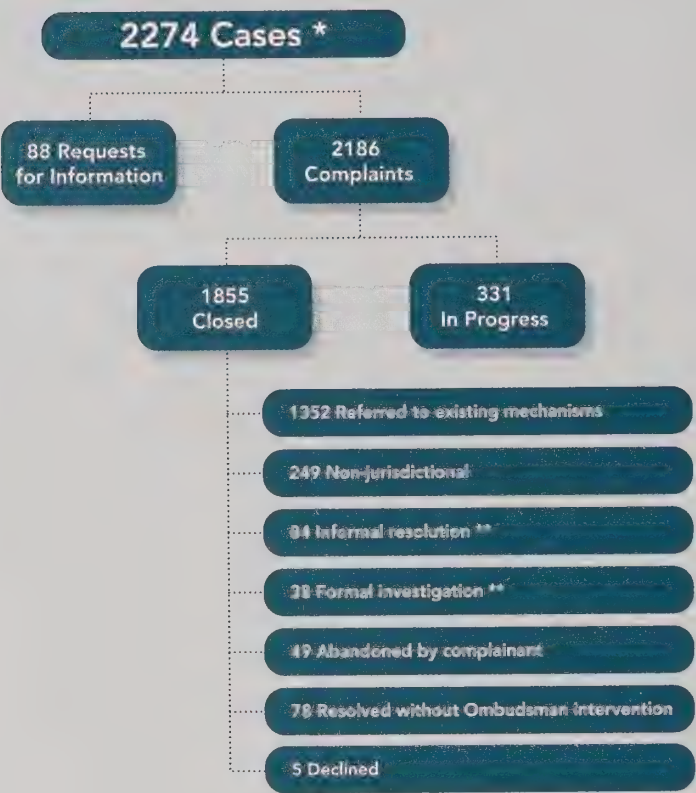 2274 Cases *
88 Requests
for Information
2186
Complaints
1855
Closed
331
In Progress
1352 Referred to existing mechanisms
249 Non-jurisdictional
84 Informal resolution **
38 Formal investigation **
49 Abandoned by complainant
78 Resolved without Ombudsman intervention
5 Declined